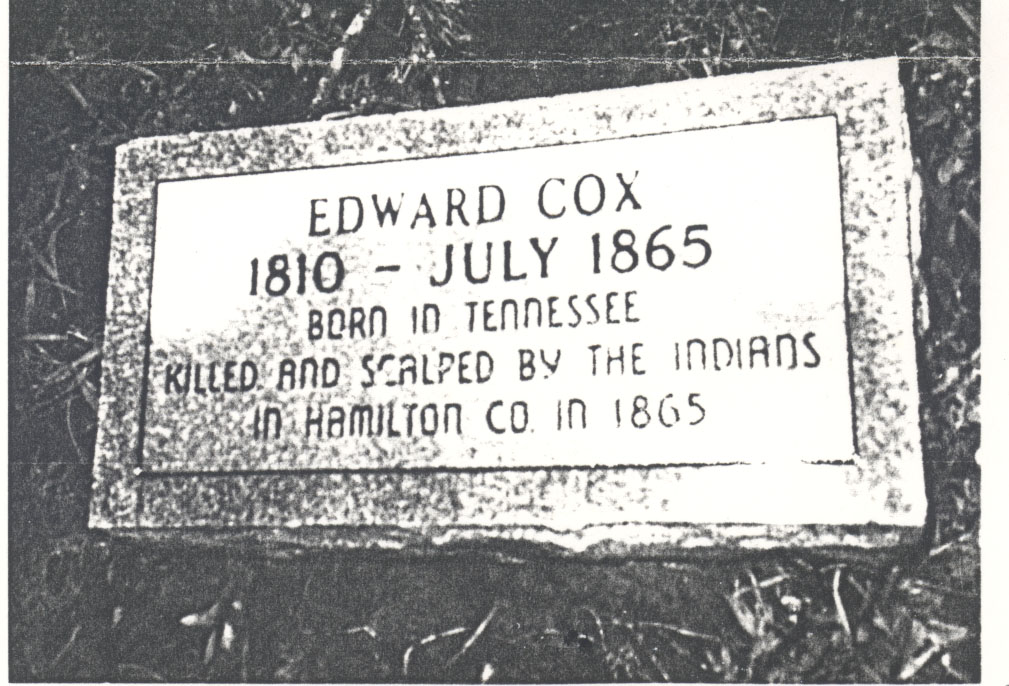 EDWARD COX
1810 - JULY 1865
BORN IN TENNESSEE
KILLED AND SCALPED BY THE INDIANS
IN HAMILTON CO. IN 1865